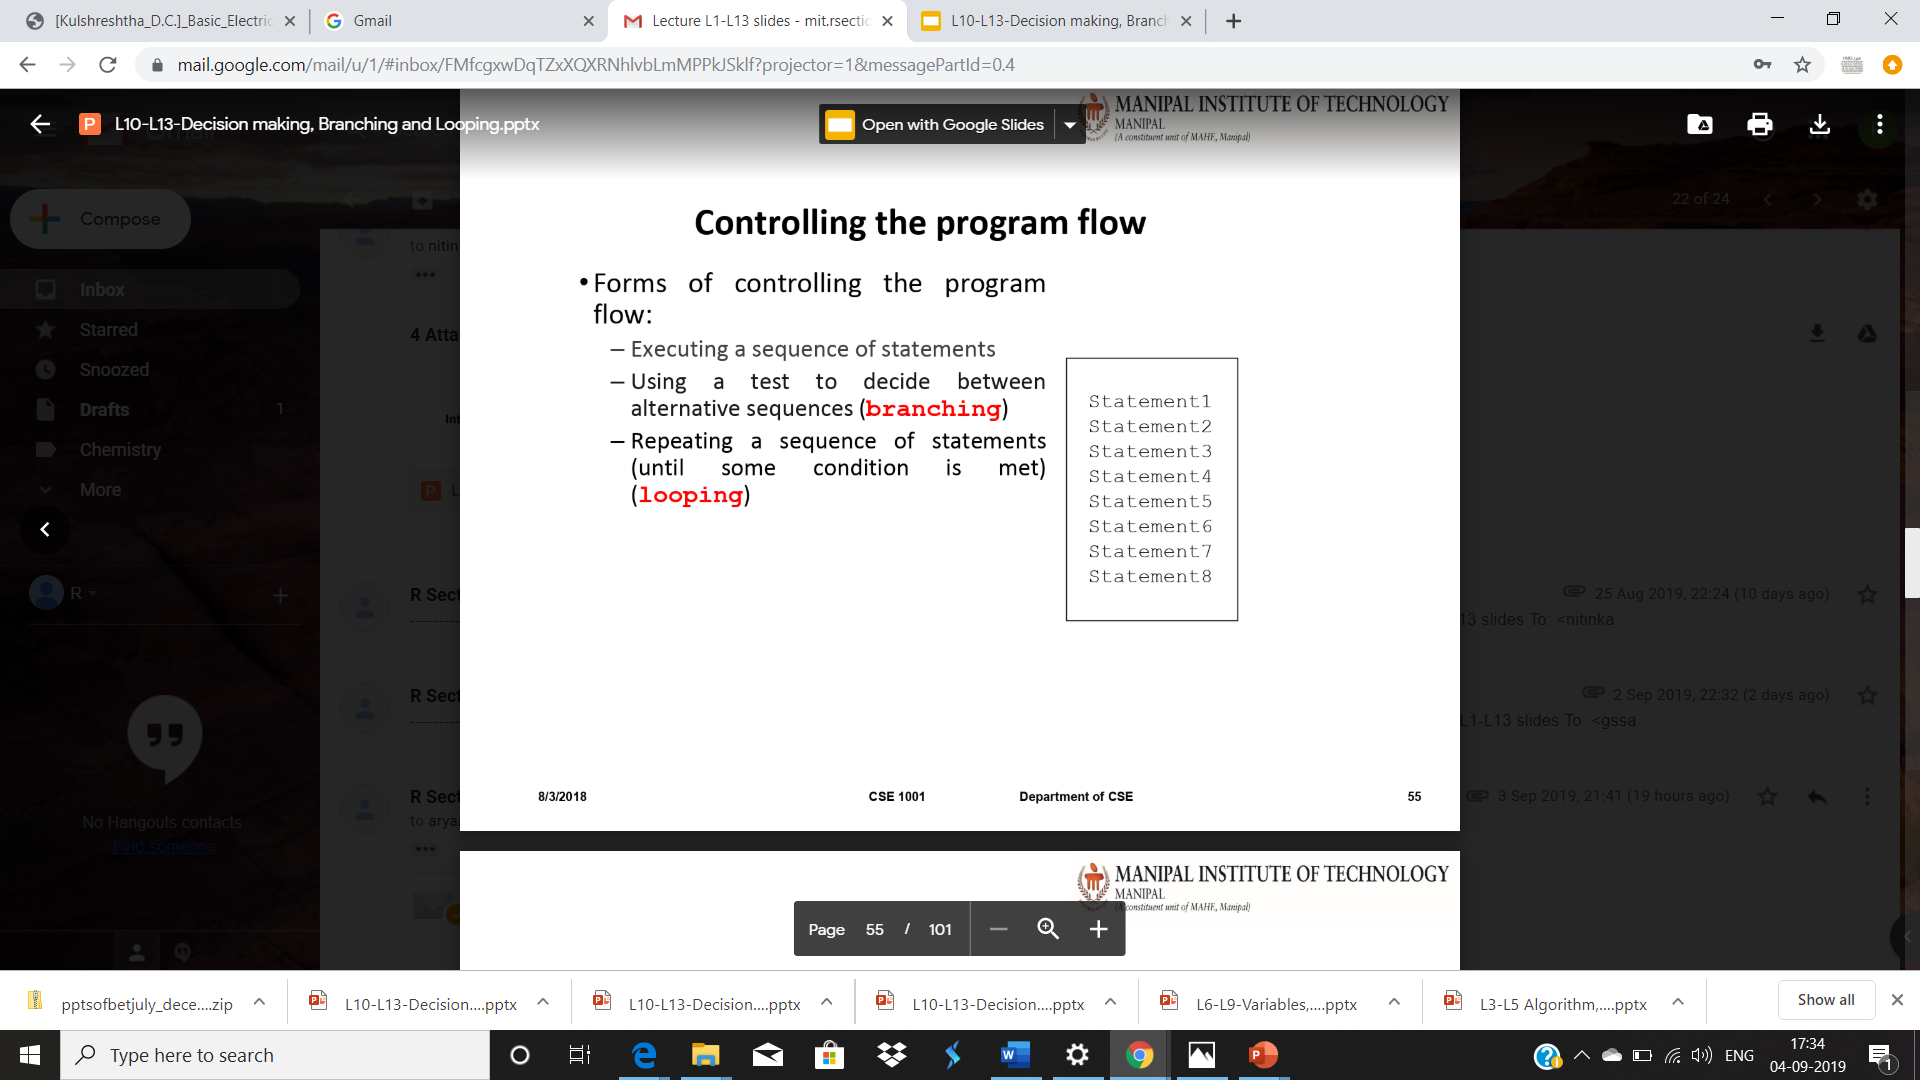 [Kulshreshtha_D.C.]_Basic_Electric
Gmail
Lecture L1-L13 slides - mit.rsectic
L10-L13-Decision making, Branch
mail.google.com/mail/u/1/#inbox/FMfcgxwDqTZxXQXRNhlvbLmMPPkJSklf?projector=1&messagePartId=0.4
L10-L13-Decision making, Branching and Looping.pptx
Open with Google Slides
MANIPAL INSTITUTE OF TECHNOLOGY
MANIPAL
(A constituent unit of MAHE, Manipal)
Compose
22 of 24
Inbox
Starred
Snoozed
Drafts 1
Chemistry
More
R
to nitin
4 Atta
Int
Controlling the program flow
• Forms of controlling the program
flow:
– Executing a sequence of statements
– Using a test to decide between
alternative sequences (branching)
– Repeating a sequence of statements
(until some condition is met)
(looping)
Statement1
Statement2
Statement3
Statement4
Statement5
Statement6
Statement7
Statement8
R Sect
25 Aug 2019, 22:24 (10 days ago)
13 slides To: <nitinka
R Sect
2 Sep 2019, 22:32 (2 days ago)
L1-L13 slides To: <gssa
R Sect
3 Sep 2019, 21:41 (19 hours ago)
to arya
No Hangouts contacts
Find someone
8/3/2018 CSE 1001 Department of CSE 55
MANIPAL INSTITUTE OF TECHNOLOGY
MANIPAL
(A constituent unit of MAHE, Manipal)
Page 55 / 101
pptsofbetjuly_dece....zip
L10-L13-Decision....pptx
L10-L13-Decision....pptx
L10-L13-Decision....pptx
L6-L9-Variables,....pptx
L3-L5 Algorithm,....pptx
Show all
Type here to search
ENG
17:34
04-09-2019
1